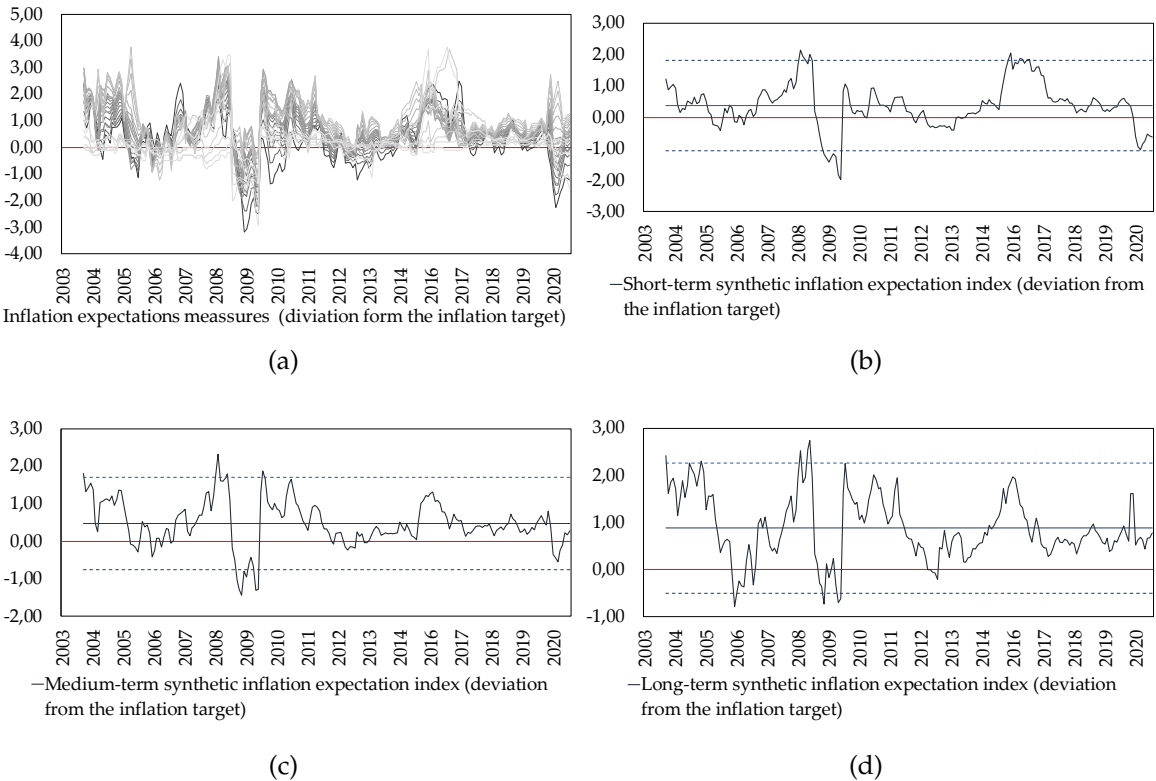 5,00
4,00
3,00
2,00
1,00
0,00
-1,00
-2,00
-3,00
-4,00
2003 2004 2005 2006 2007 2008 2009 2010 2011 2012 2013 2014 2016 2017 2018 2019 2020
Inflation expectations meassures (diviation form the inflation target)
(a)
3,00
2,00
1,00
0,00
-1,00
-2,00
-3,00
2003 2004 2005 2006 2007 2008 2009 2010 2011 2012 2013 2014 2016 2017 2018 2019 2020
Short-term synthetic inflation expectation index (deviation from
the inflation target)
(b)
3,00
2,00
1,00
0,00
-1,00
-2,00
2003 2004 2005 2006 2007 2008 2009 2010 2011 2012 2013 2014 2016 2017 2018 2019 2020
Medium-term synthetic inflation expectation index (deviation
from the inflation target)
(c)
3,00
2,00
1,00
0,00
-1,00
2003 2004 2005 2006 2007 2008 2009 2010 2011 2012 2013 2014 2016 2017 2018 2019 2020
Long-term synthetic inflation expectation index (deviation
from the inflation target)
(d)